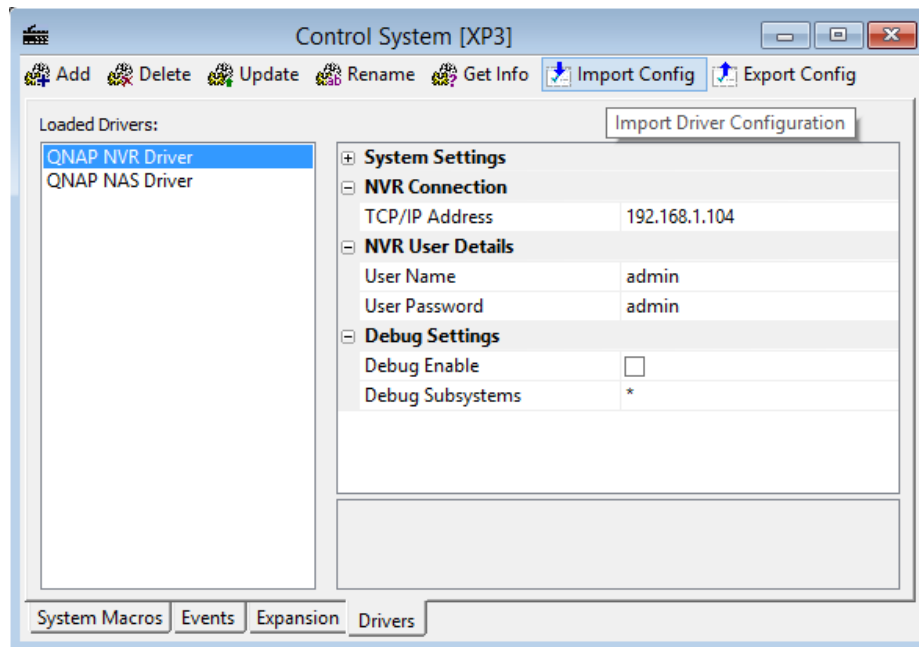 Control System [XP3]
Add Delete Update Rename Get Info Import Config Export Config
Import Driver Configuration
Loaded Drivers:
QNAP NVR Driver
QNAP NAS Driver
System Settings
NVR Connection
TCP/IP Address 192.168.1.104
NVR User Details
User Name admin
User Password admin
Debug Settings
Debug Enable
Debug Subsystems *
System Macros Events Expansion Drivers